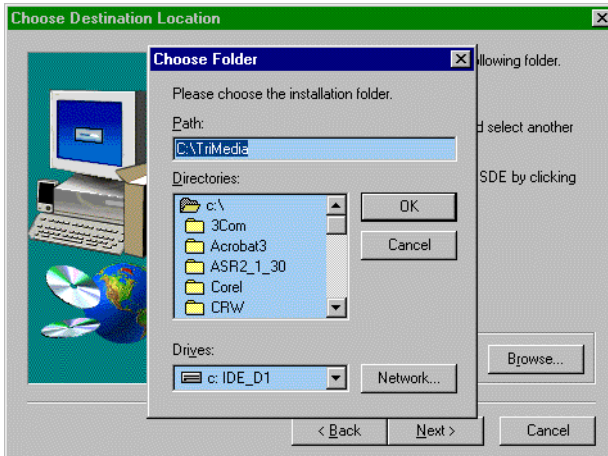 Choose Destination Location
Choose Folder
llowing folder.
Please choose the installation folder.
Path:
d select another
C:\TriMedia
Directories:
SDE by clicking
c:\
OK
3Com
Acrobat3
Cancel
ASR2_1_30
Corel
CRW
Drives:
Browse...
c: IDE_D1
Network...
< Back
Next >
Cancel